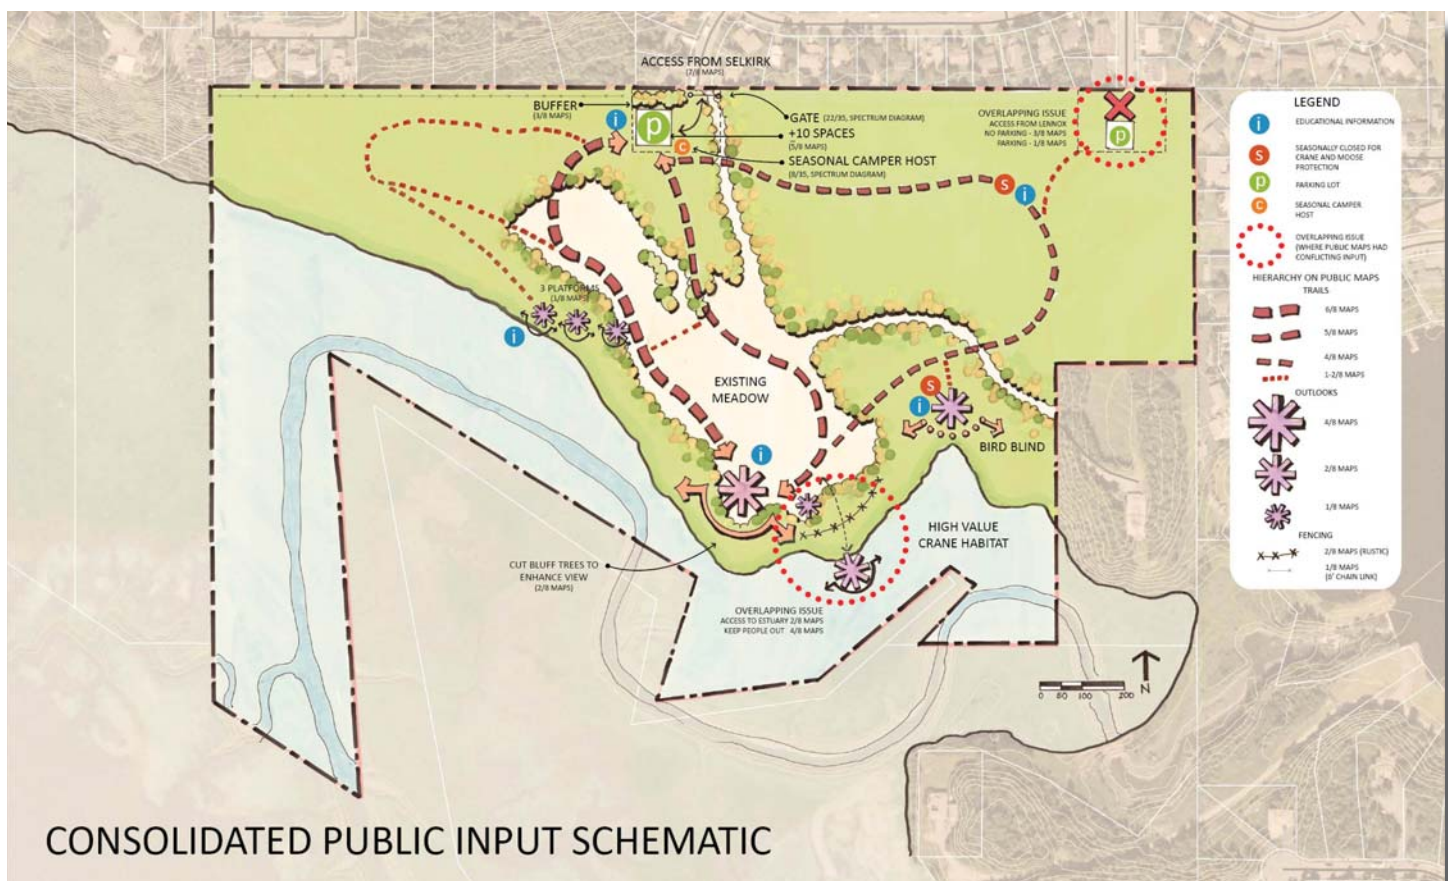 ACCESS FROM SELKIRK
(7/8 MAPS)
BUFFER
(3/8 MAPS)
i
p
c
GATE (22/35, SPECTRUM DIAGRAM)
+10 SPACES
(5/8 MAPS)
SEASONAL CAMPER HOST
(8/35, SPECTRUM DIAGRAM)
OVERLAPPING ISSUE
ACCESS FROM LENNOX
NO PARKING - 3/8 MAPS
PARKING - 1/8 MAPS
p
s
i
3 PLATFORMS
(1/8 MAPS)
i
EXISTING
MEADOW
s
i
BIRD BLIND
i
HIGH VALUE
CRANE HABITAT
CUT BLUFF TREES TO
ENHANCE VIEW
(2/8 MAPS)
OVERLAPPING ISSUE
ACCESS TO ESTUARY 2/8 MAPS
KEEP PEOPLE OUT 4/8 MAPS
0 50 100 200
N
LEGEND
i EDUCATIONAL INFORMATION
s SEASONALLY CLOSED FOR
CRANE AND MOOSE
PROTECTION
p PARKING LOT
c SEASONAL CAMPER
HOST
OVERLAPPING ISSUE
(WHERE PUBLIC MAPS HAD
CONFLICTING INPUT)
HIERARCHY ON PUBLIC MAPS
TRAILS
6/8 MAPS
5/8 MAPS
4/8 MAPS
1-2/8 MAPS
OUTLOOKS
4/8 MAPS
2/8 MAPS
1/8 MAPS
FENCING
2/8 MAPS (RUSTIC)
1/8 MAPS
(6' CHAIN LINK)
CONSOLIDATED PUBLIC INPUT SCHEMATIC